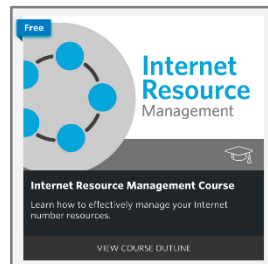 Free
Internet
Resource
Management
Internet Resource Management Course
Learn how to effectively manage your Internet
number resources.
VIEW COURSE OUTLINE